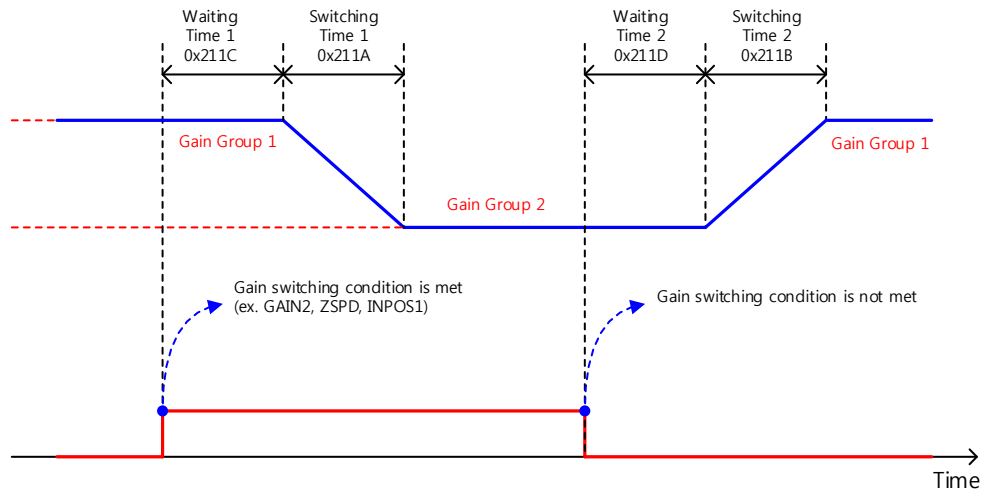 Waiting
Time 1
0x211C
Switching
Time 1
0x211A
Waiting
Time 2
0x211D
Switching
Time 2
0x211B
Gain Group 1
Gain Group 2
Gain Group 1
Gain switching condition is met
(ex. GAIN2, ZSPD, INPOS1)
Gain switching condition is not met
Time